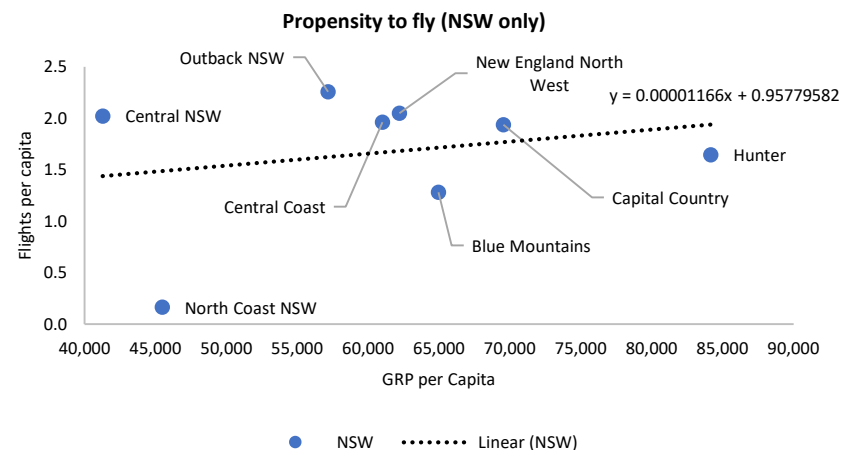 Propensity to fly (NSW only)
Flights per capita
2.5
2.0
1.5
1.0
0.5
0.0
Outback NSW
New England North
West
y = 0.00001166x + 0.95779582
Central NSW
Hunter
Central Coast
Capital Country
Blue Mountains
North Coast NSW
40,000 45,000 50,000 55,000 60,000 65,000 70,000 75,000 80,000 85,000 90,000
GRP per Capita
NSW Linear (NSW)